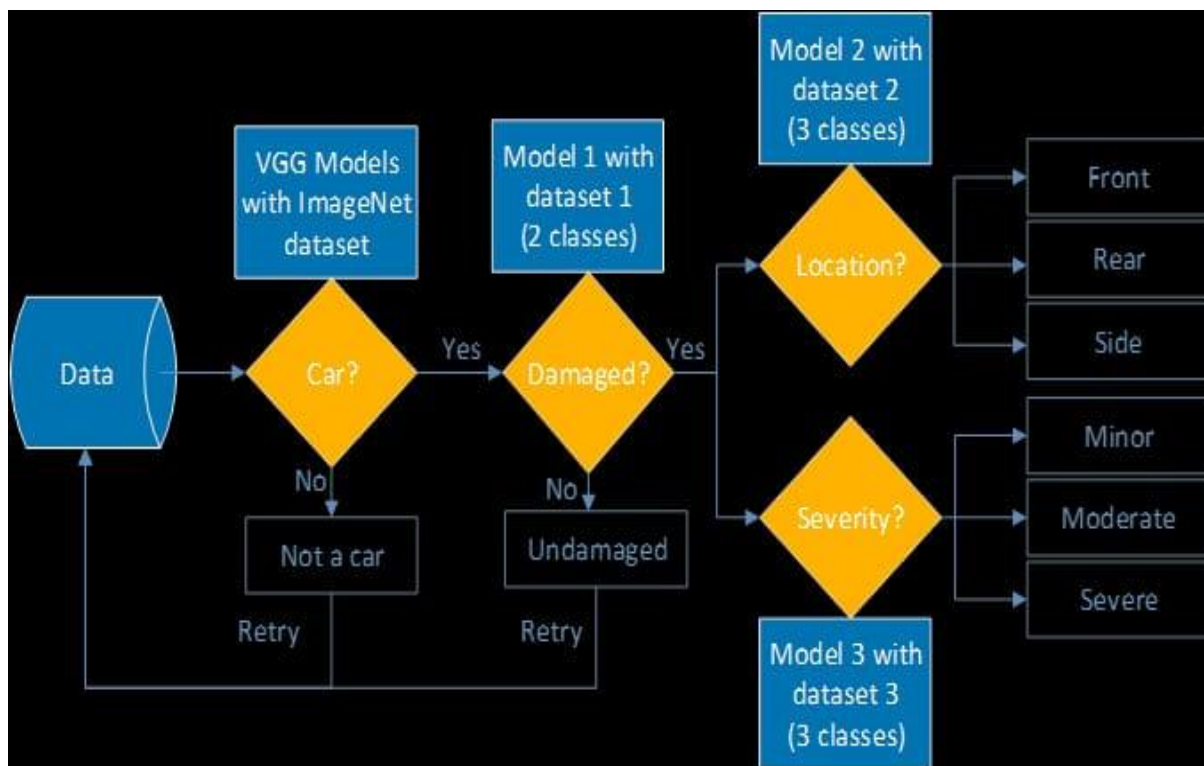 Model 2 with
dataset 2
(3 classes)
VGG Models
with ImageNet
dataset
Model 1 with
dataset 1
(2 classes)
Front
Location?
Rear
Side
Data
Car?
Yes
Damaged?
Yes
No
Not a car
Retry
No
Undamaged
Retry
Severity?
Minor
Moderate
Severe
Model 3 with
dataset 3
(3 classes)